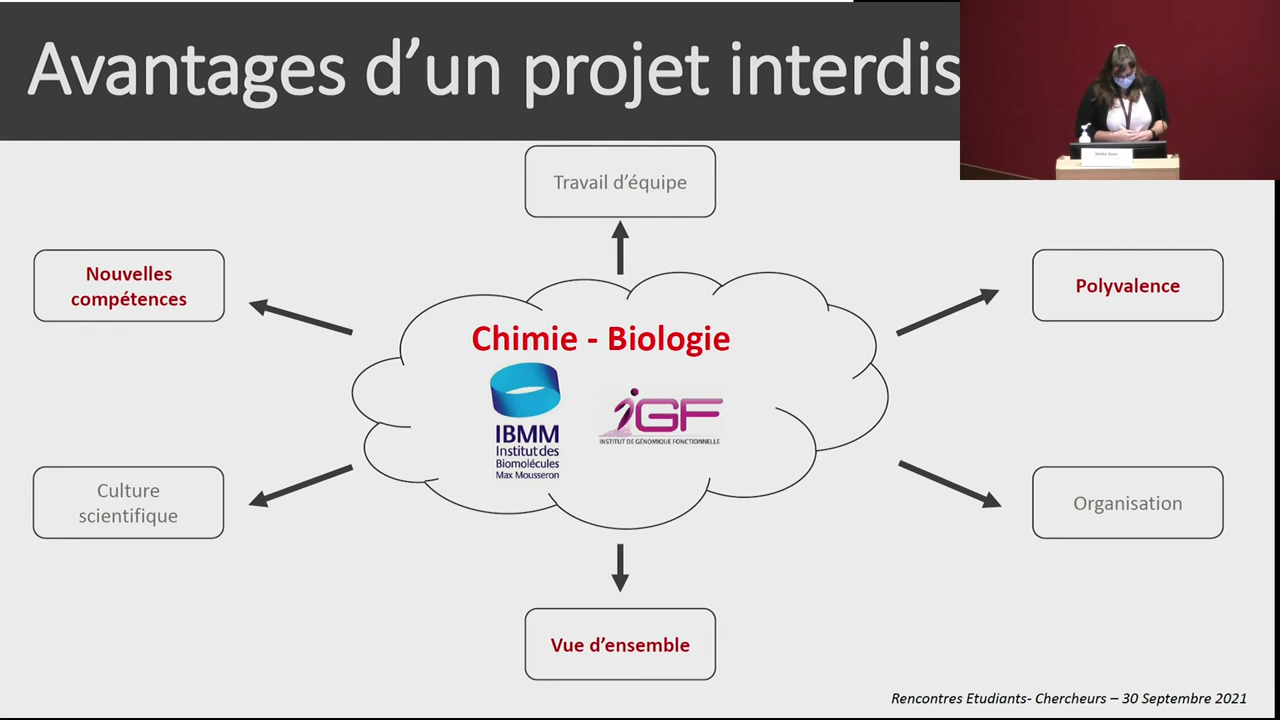 Avantages d’un projet interdis
Travail d’équipe
Nouvelles
compétences
Polyvalence
Chimie - Biologie
IBMM
Institut des
Biomolécules
Max Mousseron
iGF
INSTITUT DE GÉNOMIQUE FONCTIONNELLE
Culture
scientifique
Organisation
Vue d’ensemble
Rencontres Etudiants- Chercheurs – 30 Septembre 2021